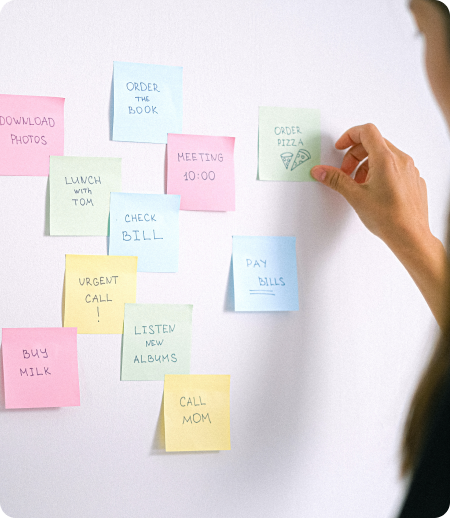 ORDER
THE
BOOK
DOWNLOAD
PHOTOS
ORDER
PIZZA
MEETING
10:00
LUNCH
with
TOM
CHECK
BILL
PAY
BILLS
URGENT
CALL
!
LISTEN
NEW
ALBUMS
BUY
MILK
CALL
MOM